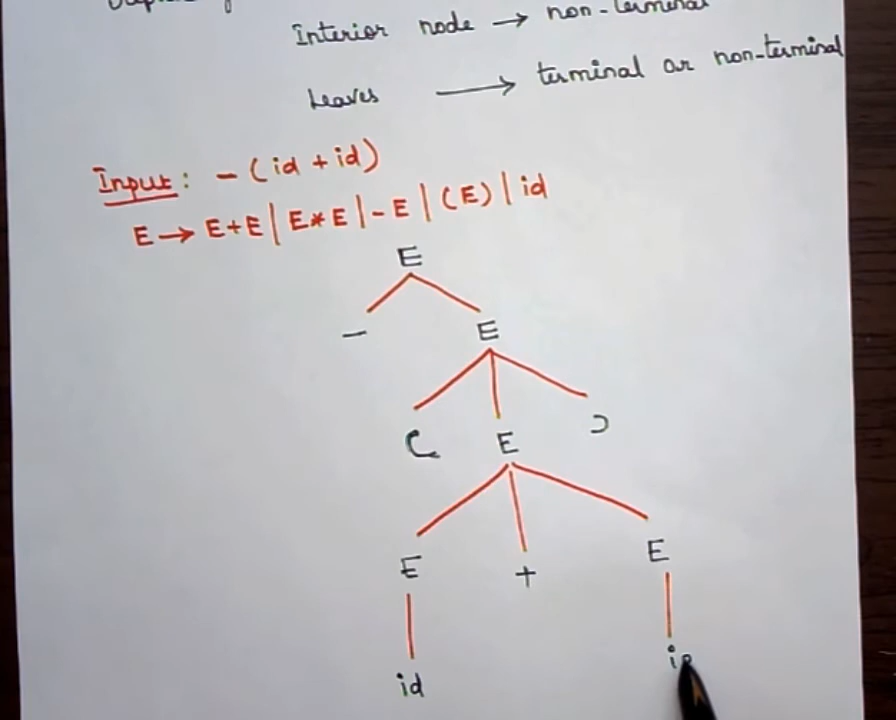 Interior node → non-terminal
Leaves → terminal or non-terminal
Input: - (id + id)
E → E+E | E*E | -E | (E) | id
E
- E
( E )
E + E
id